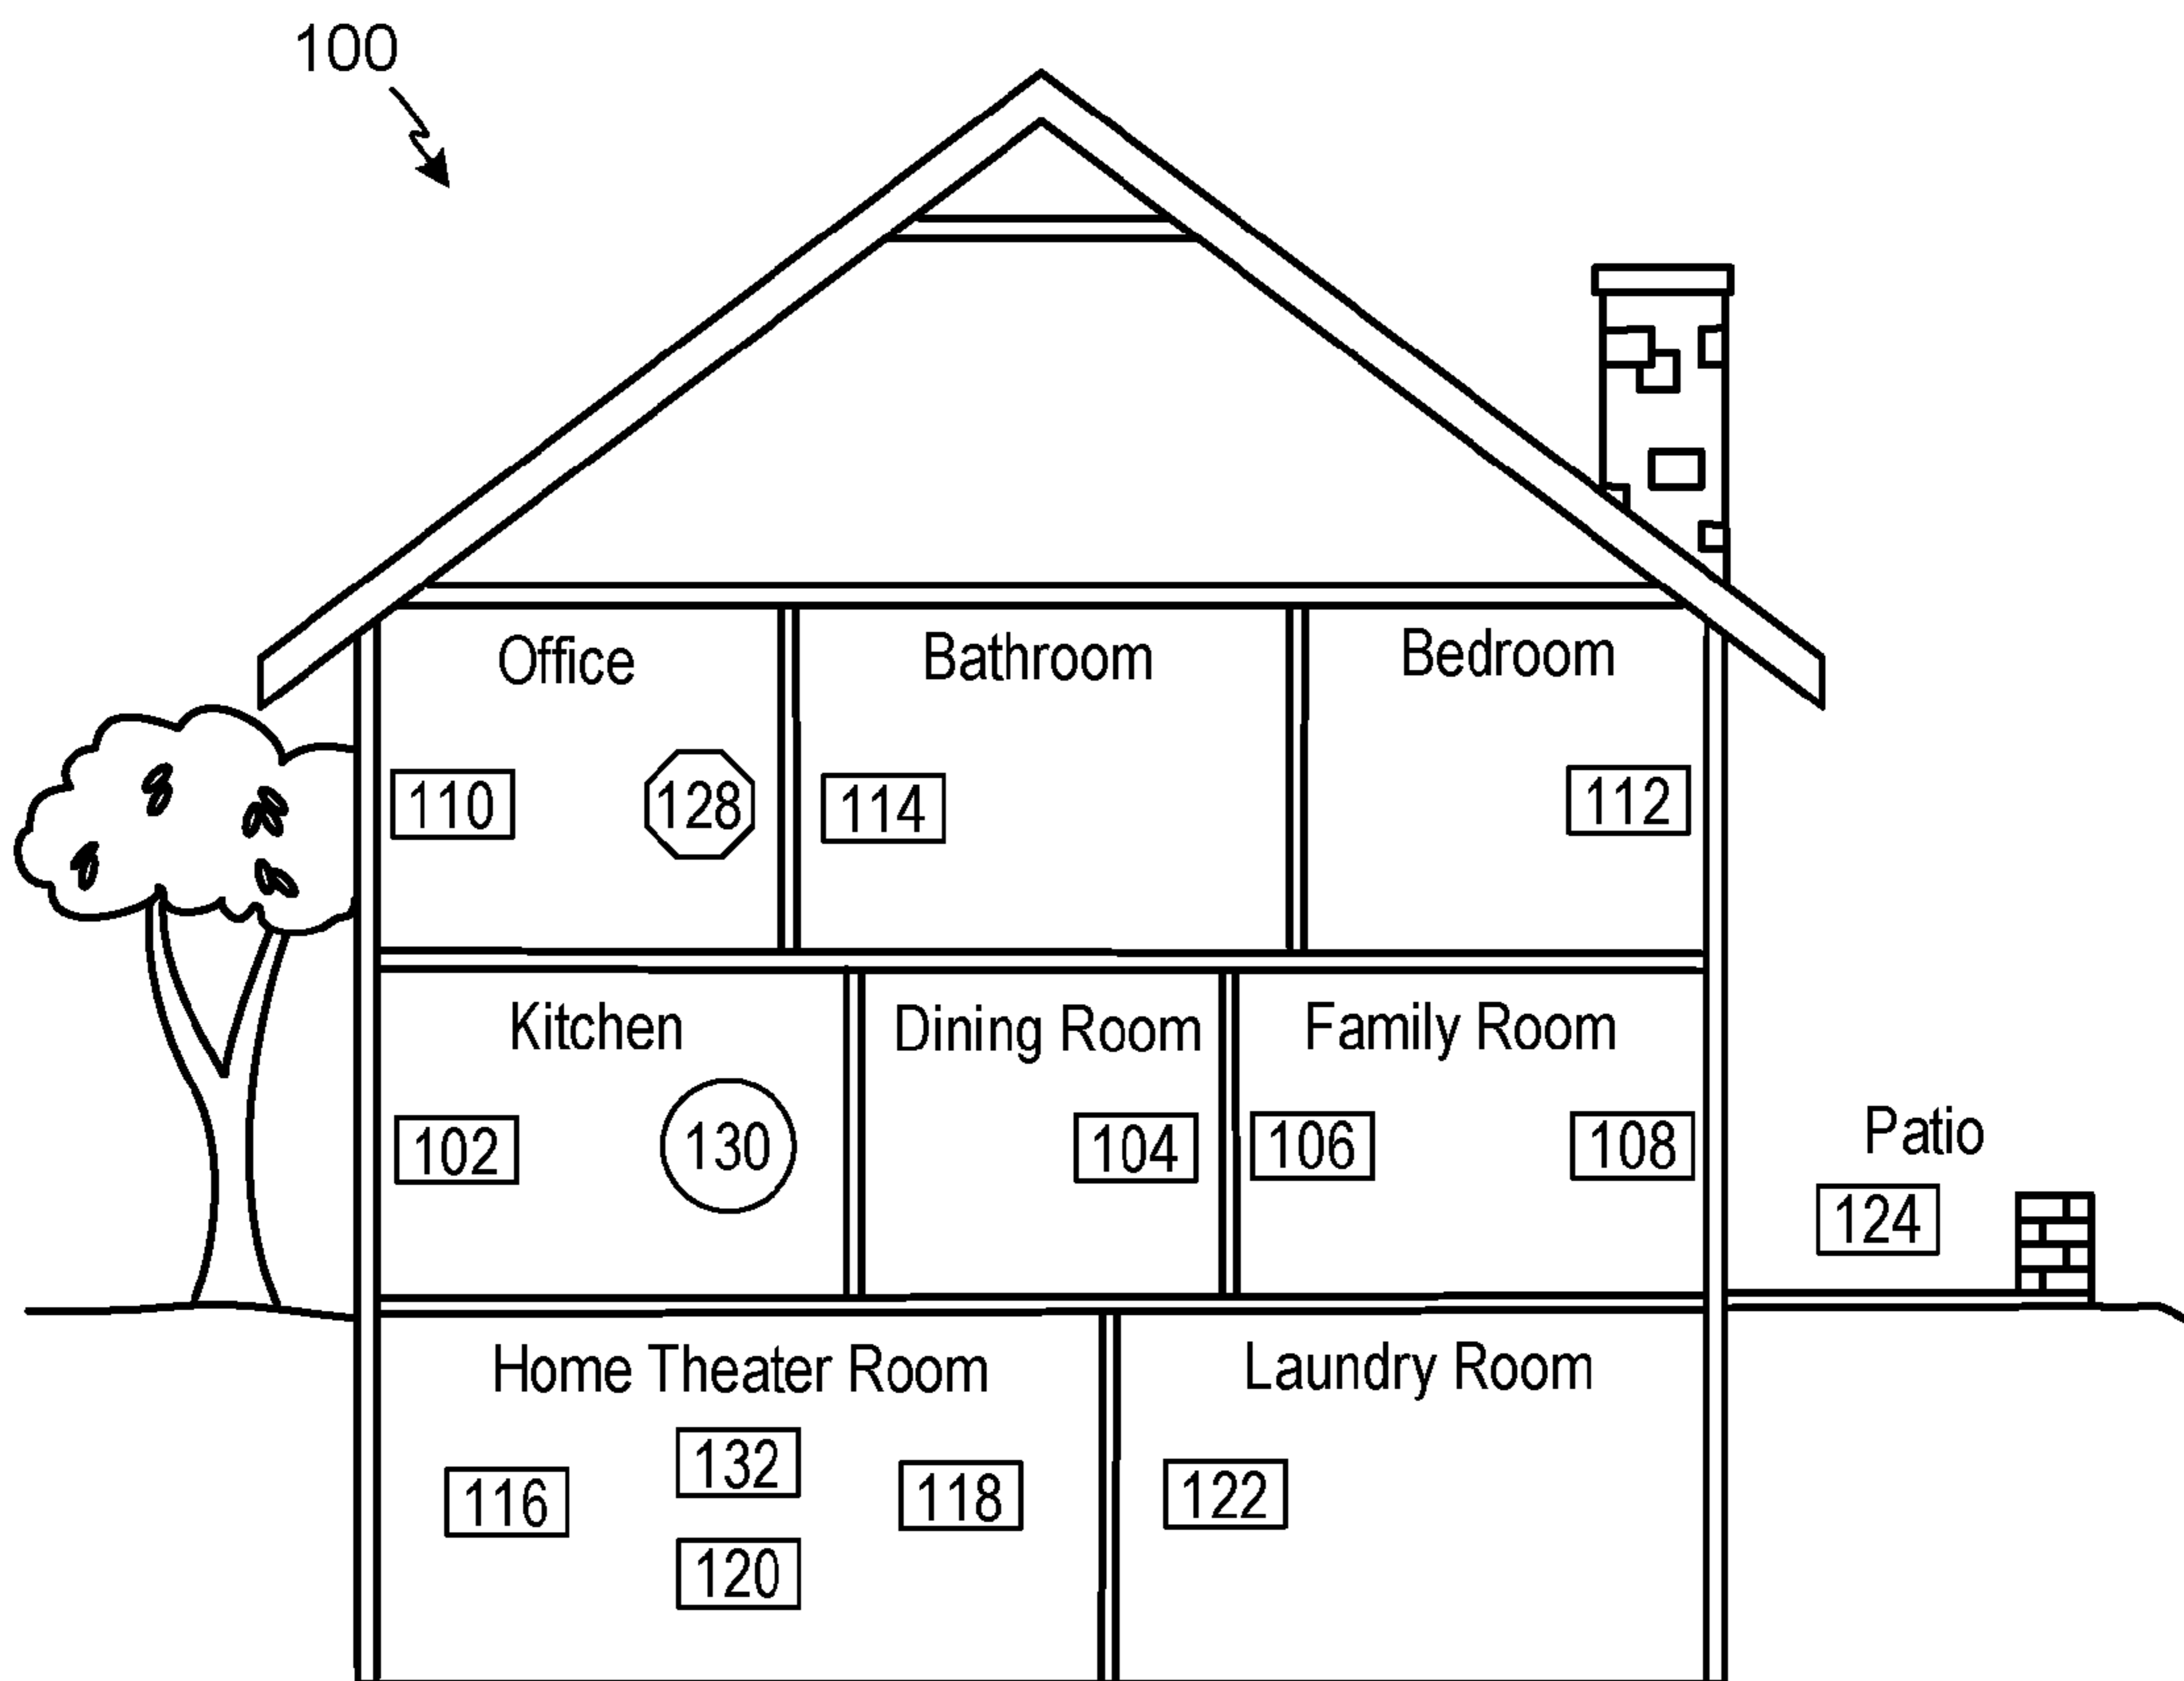 100
Office
Bathroom
Bedroom
110
128
114
112
Kitchen
Dining Room
Family Room
102
130
104
106
108
Patio
124
Home Theater Room
Laundry Room
132
116
118
122
120